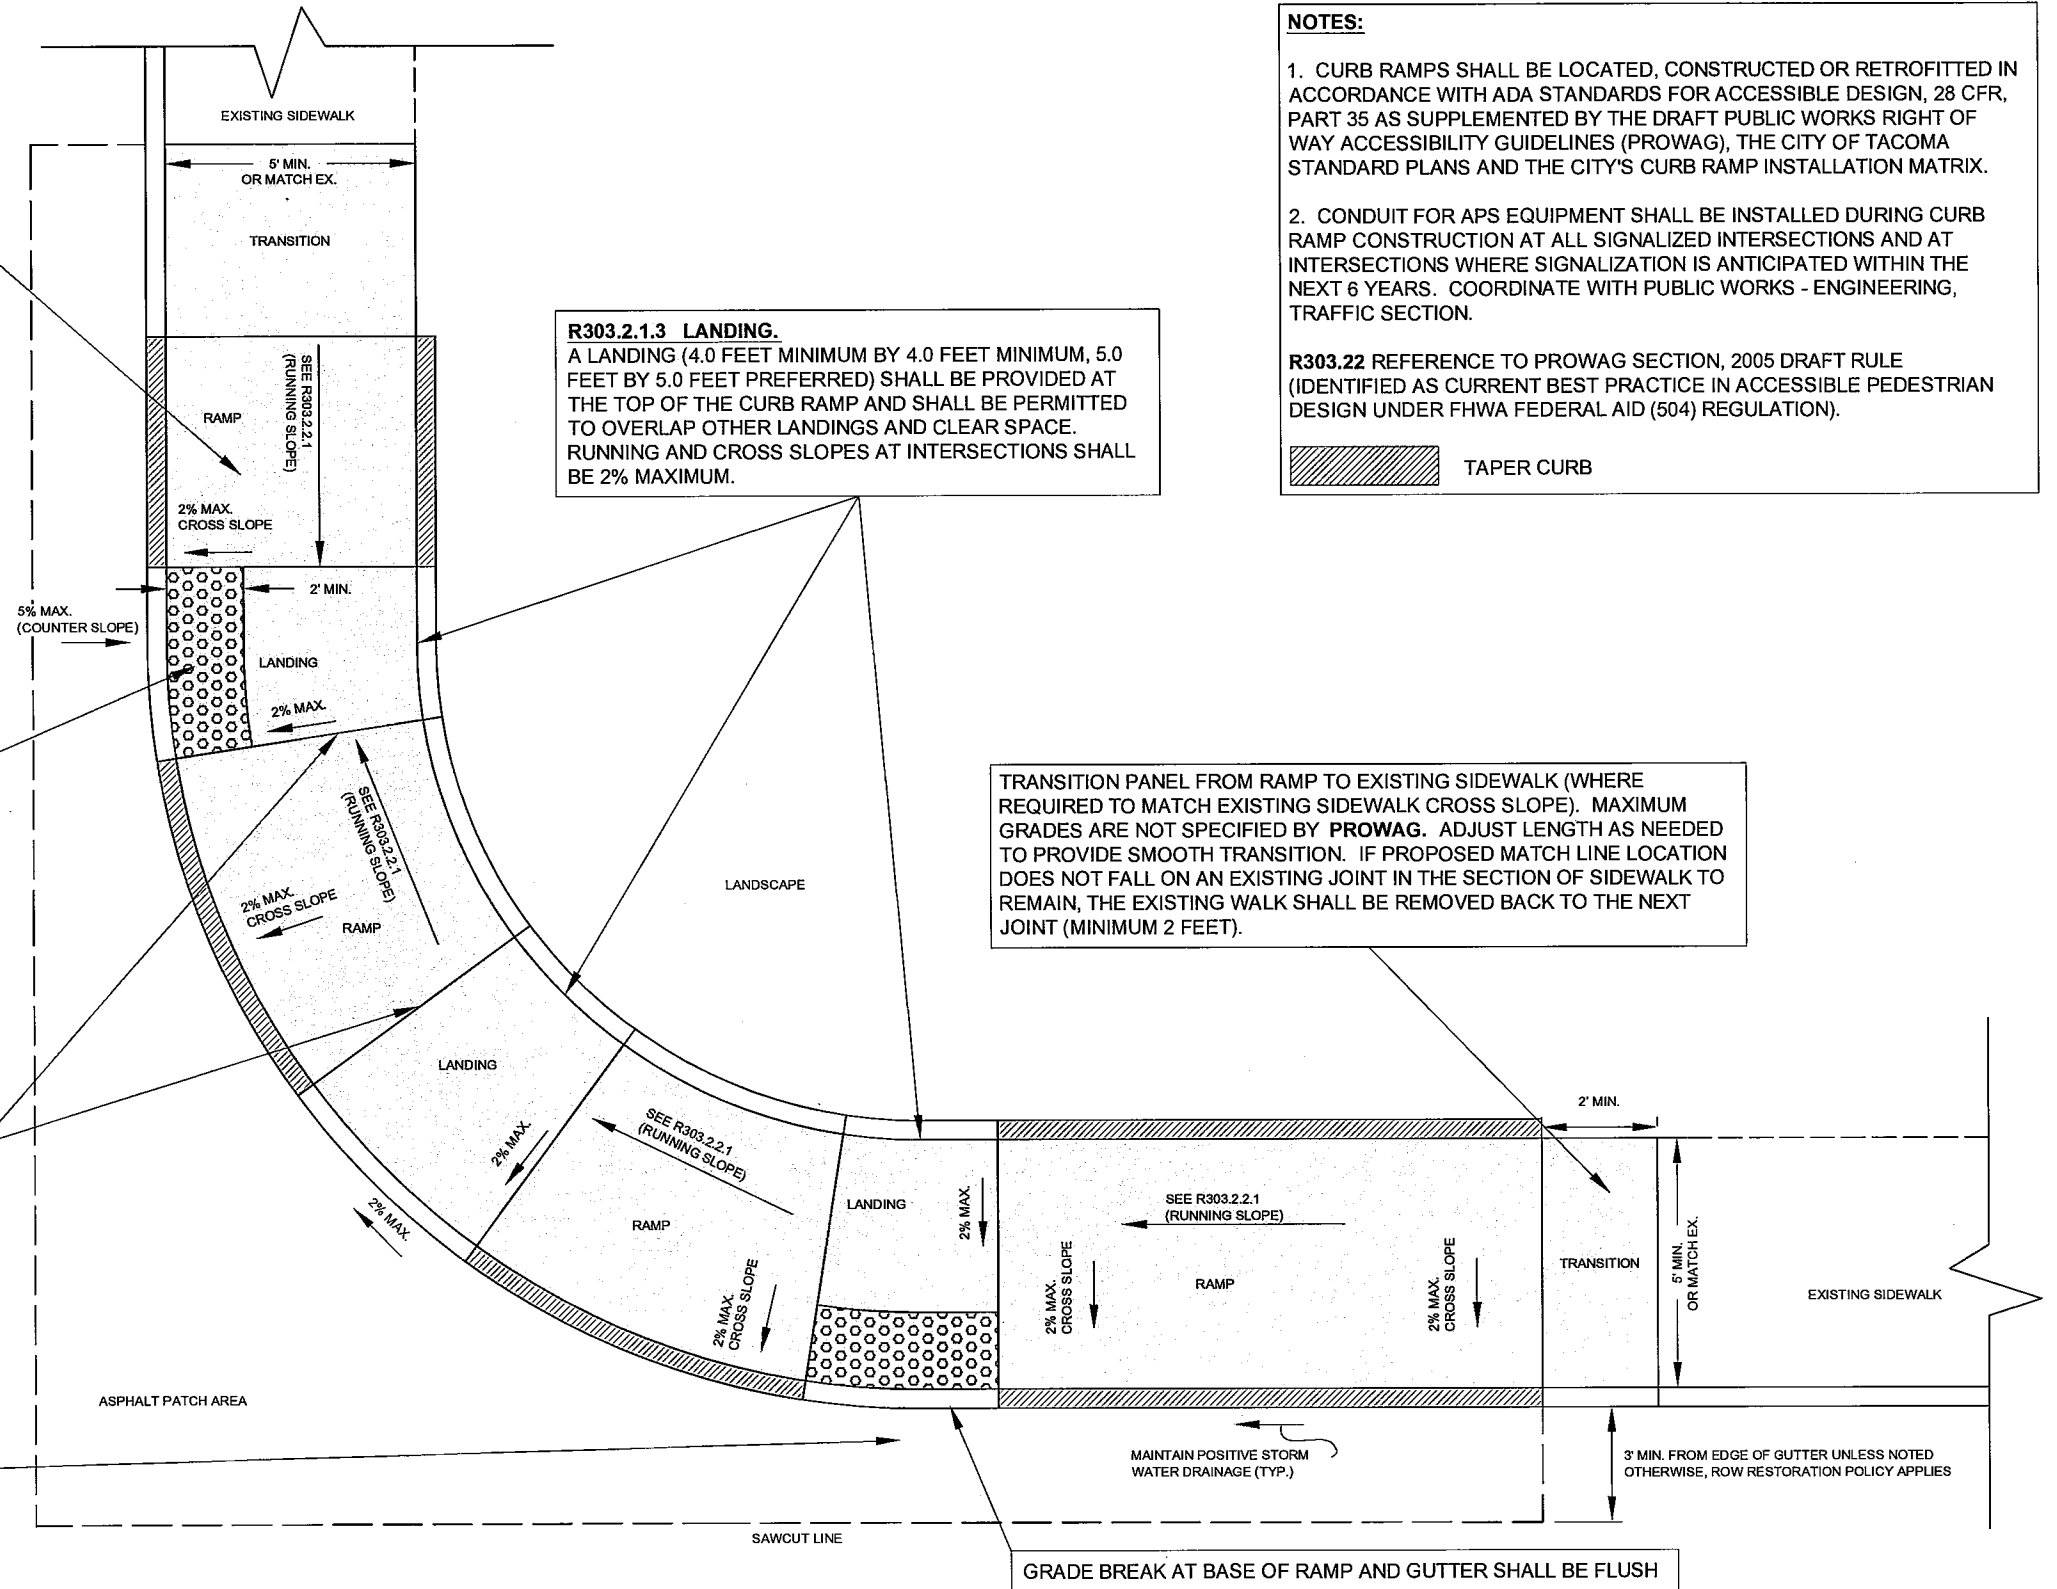 NOTES:
1. CURB RAMPS SHALL BE LOCATED, CONSTRUCTED OR RETROFITTED IN
ACCORDANCE WITH ADA STANDARDS FOR ACCESSIBLE DESIGN, 28 CFR,
PART 35 AS SUPPLEMENTED BY THE DRAFT PUBLIC WORKS RIGHT OF
WAY ACCESSIBILITY GUIDELINES (PROWAG), THE CITY OF TACOMA
STANDARD PLANS AND THE CITY'S CURB RAMP INSTALLATION MATRIX.
2. CONDUIT FOR APS EQUIPMENT SHALL BE INSTALLED DURING CURB
RAMP CONSTRUCTION AT ALL SIGNALIZED INTERSECTIONS AND AT
INTERSECTIONS WHERE SIGNALIZATION IS ANTICIPATED WITHIN THE
NEXT 6 YEARS. COORDINATE WITH PUBLIC WORKS - ENGINEERING,
TRAFFIC SECTION.
R303.22 REFERENCE TO PROWAG SECTION, 2005 DRAFT RULE
(IDENTIFIED AS CURRENT BEST PRACTICE IN ACCESSIBLE PEDESTRIAN
DESIGN UNDER FHWA FEDERAL AID (504) REGULATION).
TAPER CURB
EXISTING SIDEWALK
5' MIN.
OR MATCH EX.
TRANSITION
R303.2.1.3 LANDING.
A LANDING (4.0 FEET MINIMUM BY 4.0 FEET MINIMUM, 5.0
FEET BY 5.0 FEET PREFERRED) SHALL BE PROVIDED AT
THE TOP OF THE CURB RAMP AND SHALL BE PERMITTED
TO OVERLAP OTHER LANDINGS AND CLEAR SPACE.
RUNNING AND CROSS SLOPES AT INTERSECTIONS SHALL
BE 2% MAXIMUM.
SEE R303.2.2.1
(RUNNING SLOPE)
RAMP
2% MAX.
CROSS SLOPE
2' MIN.
5% MAX.
(COUNTER SLOPE)
LANDING
2% MAX.
SEE R303.2.2.1
(RUNNING SLOPE)
2% MAX.
CROSS SLOPE
RAMP
LANDSCAPE
TRANSITION PANEL FROM RAMP TO EXISTING SIDEWALK (WHERE
REQUIRED TO MATCH EXISTING SIDEWALK CROSS SLOPE). MAXIMUM
GRADES ARE NOT SPECIFIED BY PROWAG. ADJUST LENGTH AS NEEDED
TO PROVIDE SMOOTH TRANSITION. IF PROPOSED MATCH LINE LOCATION
DOES NOT FALL ON AN EXISTING JOINT IN THE SECTION OF SIDEWALK TO
REMAIN, THE EXISTING WALK SHALL BE REMOVED BACK TO THE NEXT
JOINT (MINIMUM 2 FEET).
LANDING
2% MAX.
2% MAX.
SEE R303.2.2.1
(RUNNING SLOPE)
RAMP
2% MAX.
CROSS SLOPE
LANDING
2% MAX.
SEE R303.2.2.1
(RUNNING SLOPE)
2% MAX.
CROSS SLOPE
RAMP
2% MAX.
CROSS SLOPE
2' MIN.
TRANSITION
5' MIN.
OR MATCH EX.
EXISTING SIDEWALK
ASPHALT PATCH AREA
MAINTAIN POSITIVE STORM
WATER DRAINAGE (TYP.)
3' MIN. FROM EDGE OF GUTTER UNLESS NOTED
OTHERWISE, ROW RESTORATION POLICY APPLIES
SAWCUT LINE
GRADE BREAK AT BASE OF RAMP AND GUTTER SHALL BE FLUSH